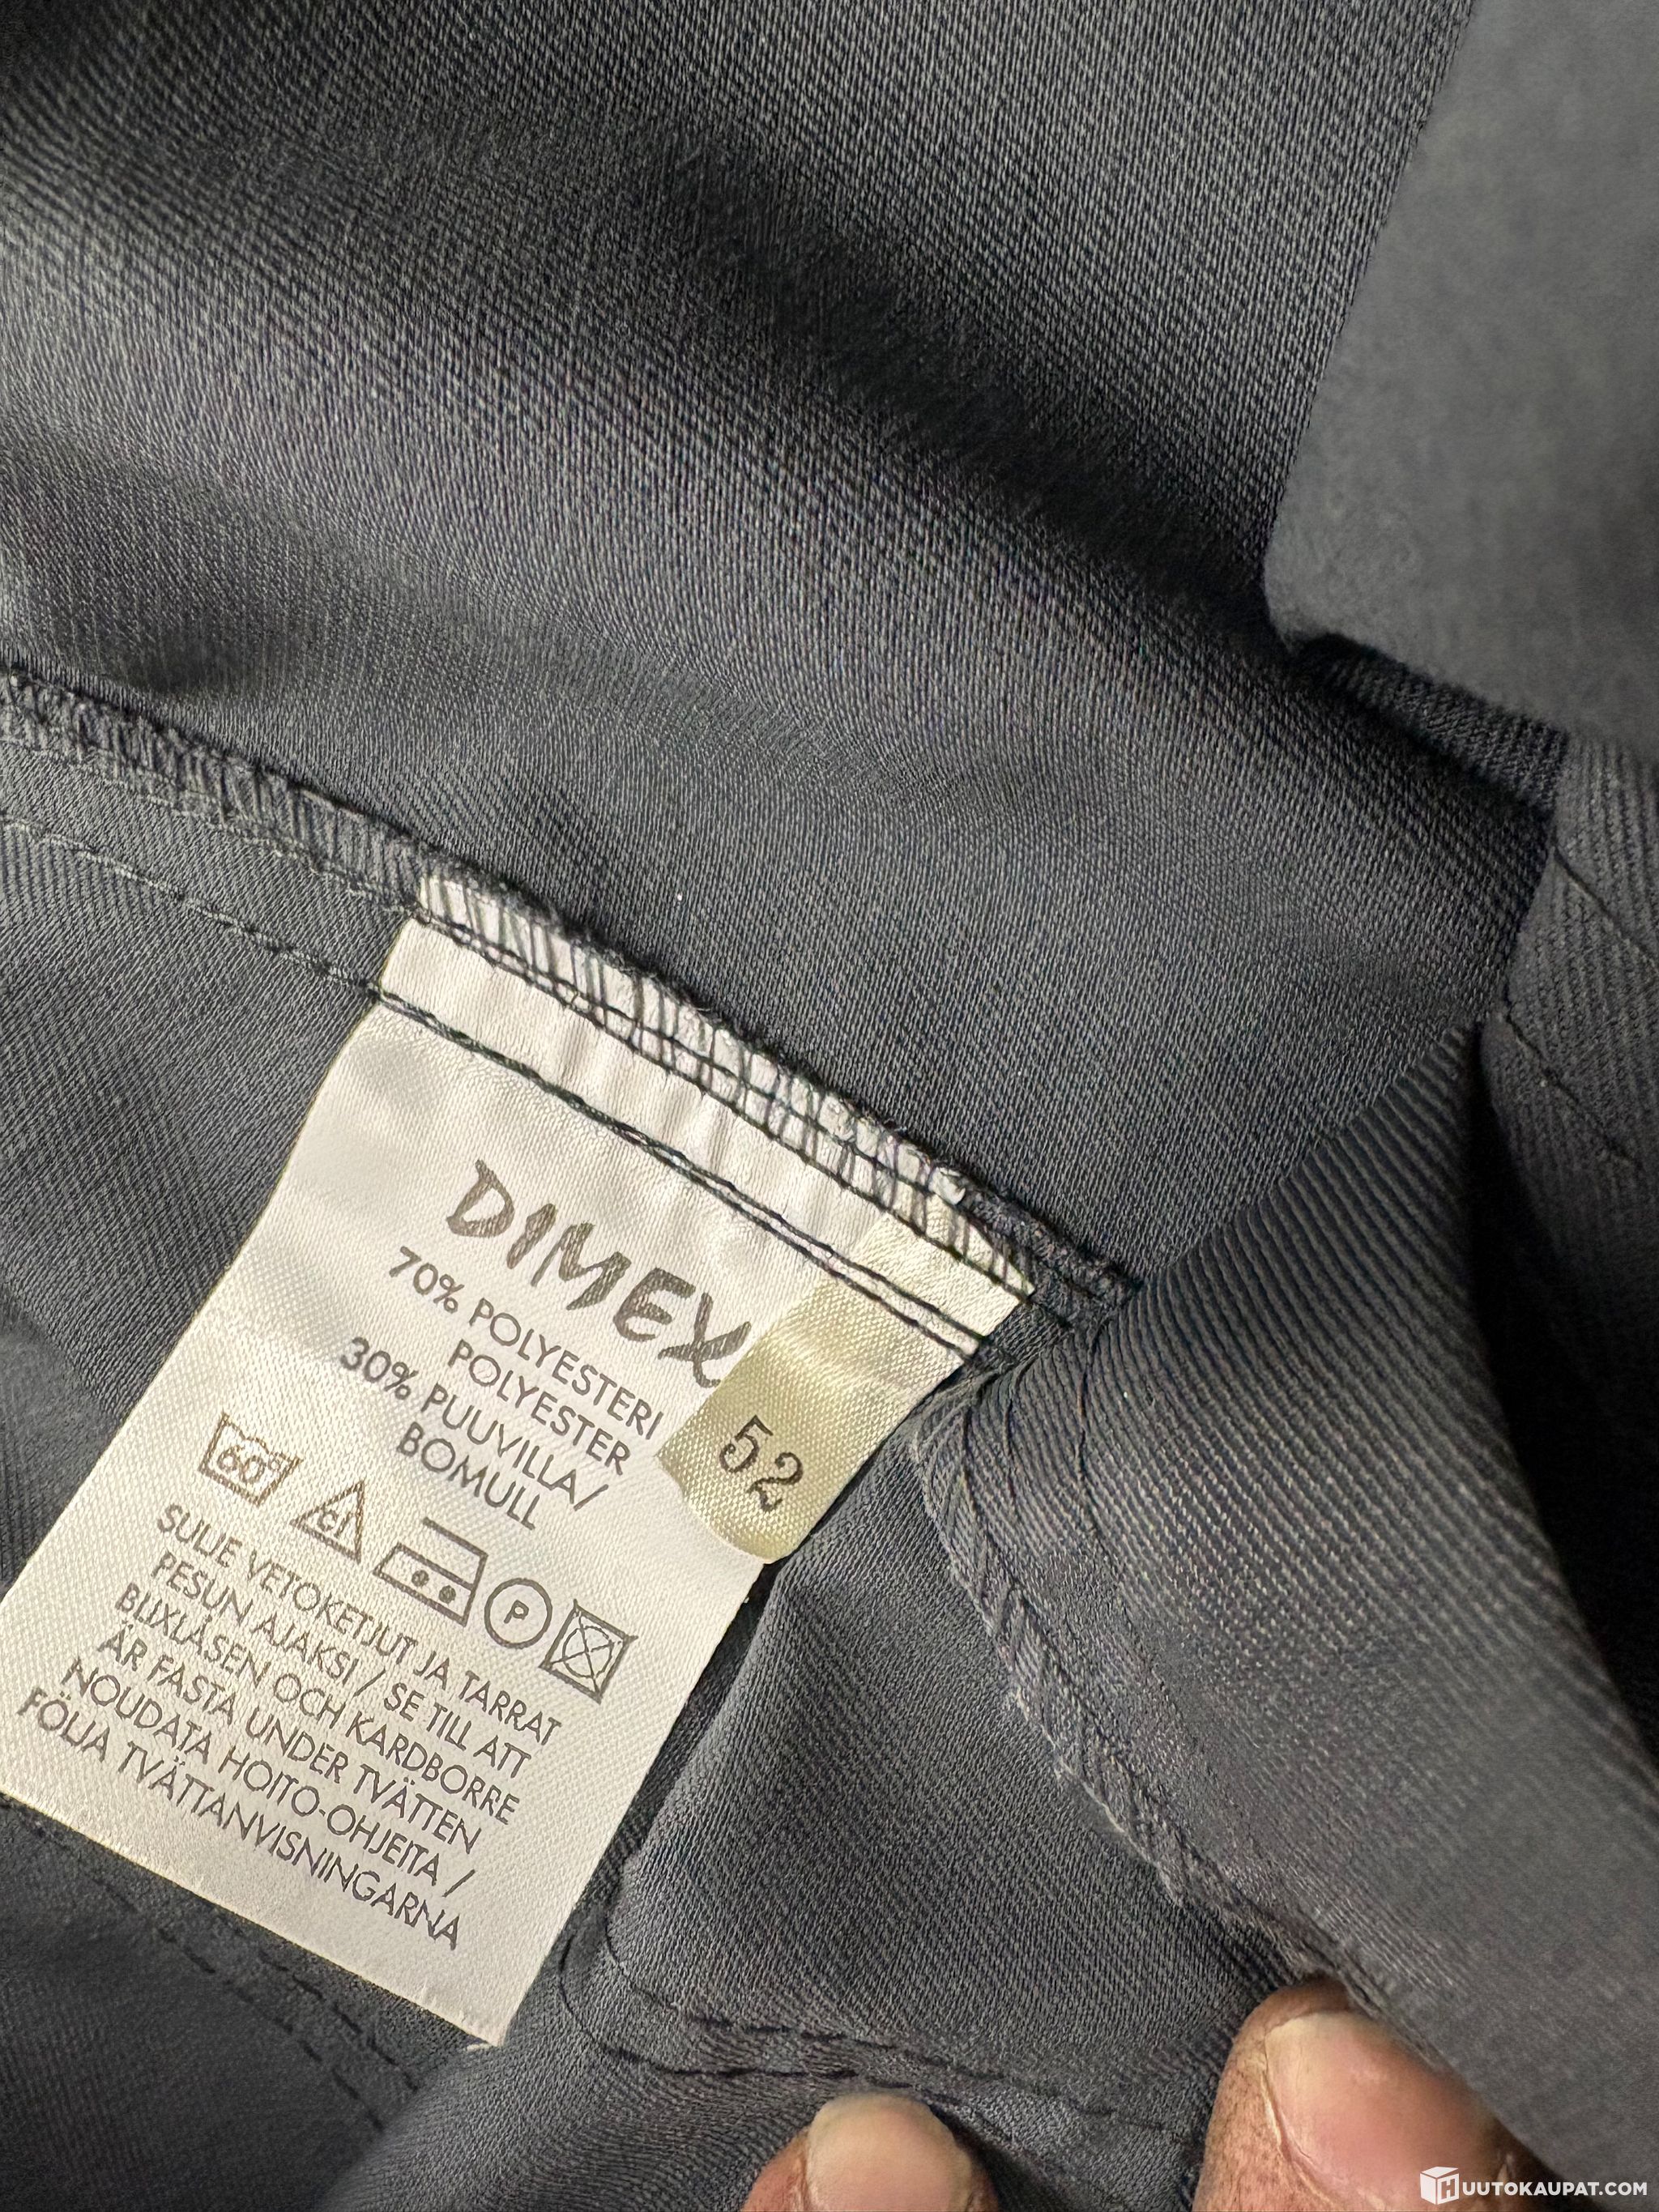 DIMEX
70% POLYESTERI
POLYESTER
30% PUUVILLA/
BOMULL
52
60°
cl
P
SULJE VETOKETJUT JA TARRAT
PESUN AJAKSI / SE TILL ATT
BLIXLÅSEN OCH KARDBORRE
ÄR FASTA UNDER TVÄTTEN
NOUDATA HOITO-OHJEITA /
FÖLJA TVÄTTANVISNINGARNA
HUUTOKAUPAT.COM